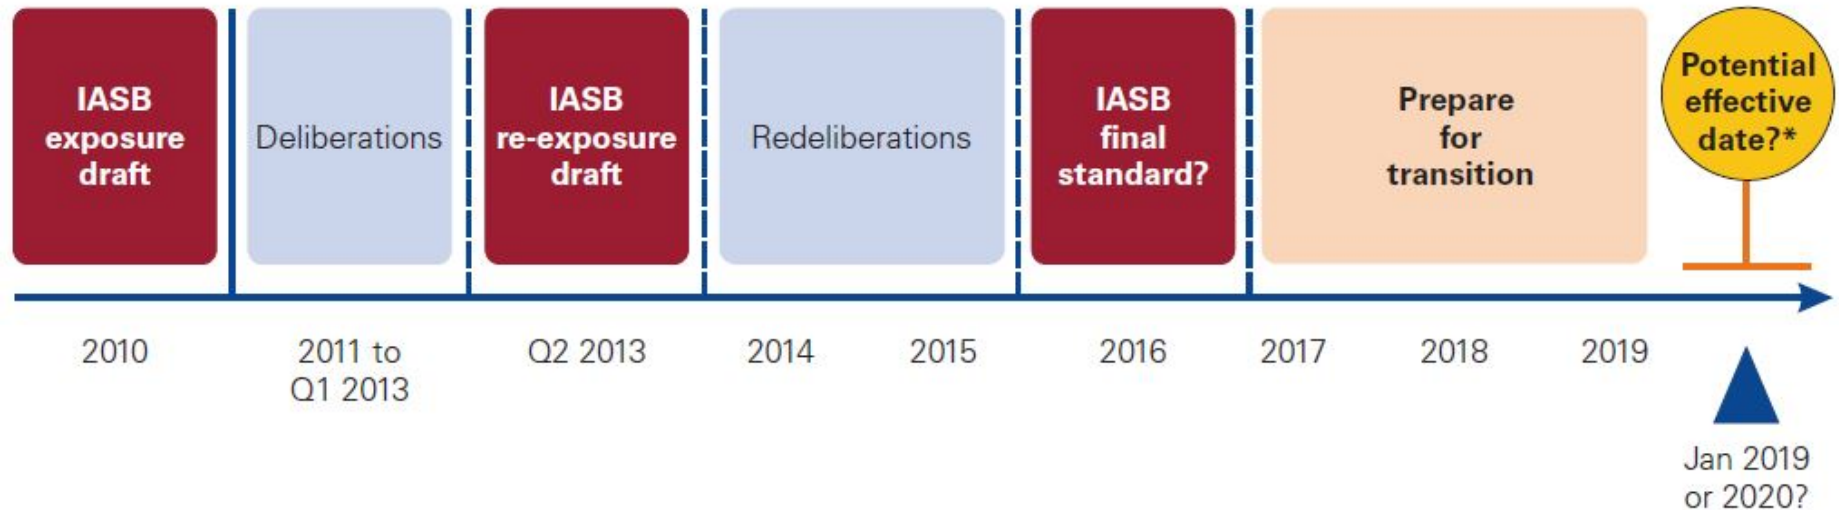 IASB
exposure
draft
Deliberations
IASB
re-exposure
draft
Redeliberations
IASB
final
standard?
Prepare
for
transition
Potential
effective
date?*
2010
2011 to
Q1 2013
Q2 2013
2014
2015
2016
2017
2018
2019
Jan 2019
or 2020?